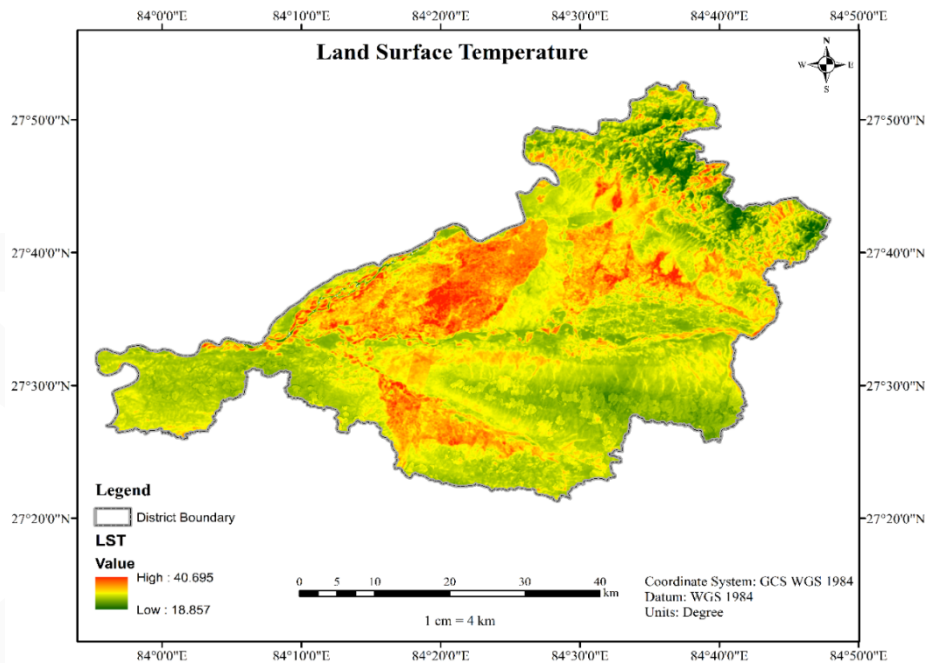 84°0'0"E 84°10'0"E 84°20'0"E 84°30'0"E 84°40'0"E 84°50'0"E
Land Surface Temperature
N
W E
S
27°50'0"N 27°50'0"N
27°40'0"N 27°40'0"N
27°30'0"N 27°30'0"N
27°20'0"N 27°20'0"N
Legend
District Boundary
LST
Value
High : 40.695
Low : 18.857
0 5 10 20 30 40
km
1 cm = 4 km
Coordinate System: GCS WGS 1984
Datum: WGS 1984
Units: Degree
84°0'0"E 84°10'0"E 84°20'0"E 84°30'0"E 84°40'0"E 84°50'0"E